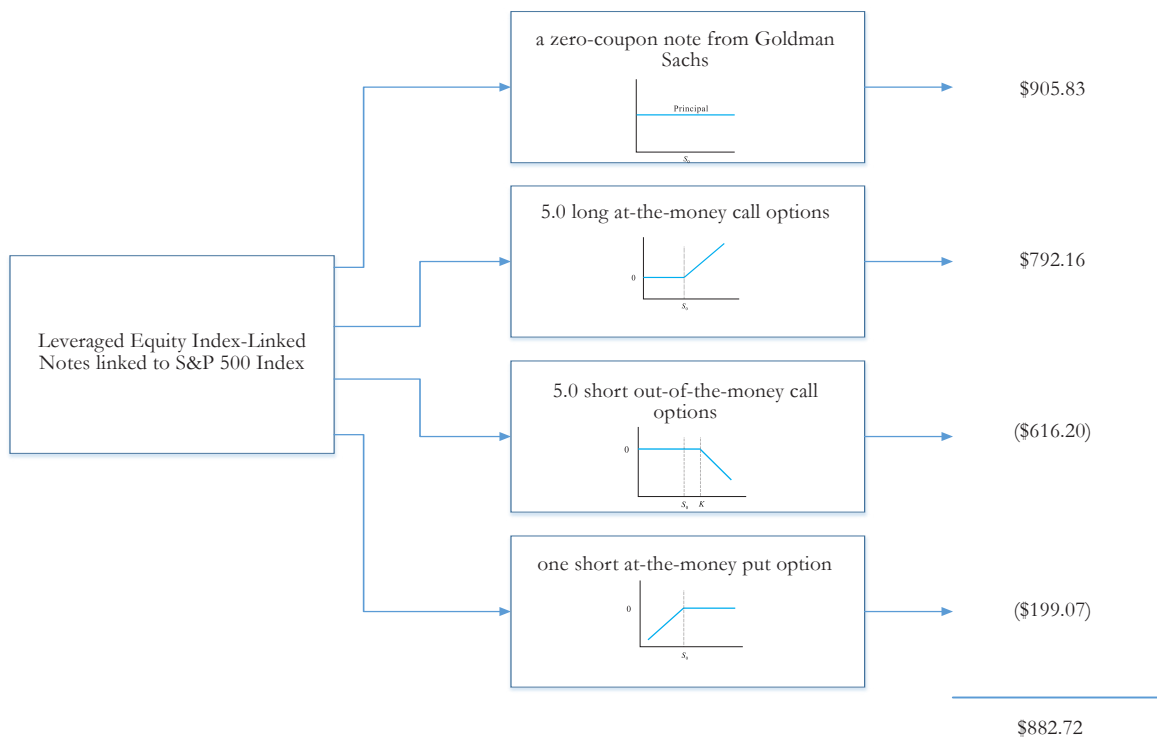 a zero-coupon note from Goldman
Sachs
Principal
S₀
$905.83
5.0 long at-the-money call options
0
S₀
$792.16
Leveraged Equity Index-Linked
Notes linked to S&P 500 Index
5.0 short out-of-the-money call
options
0
S₀ K
($616.20)
one short at-the-money put option
0
S₀
($199.07)
$882.72